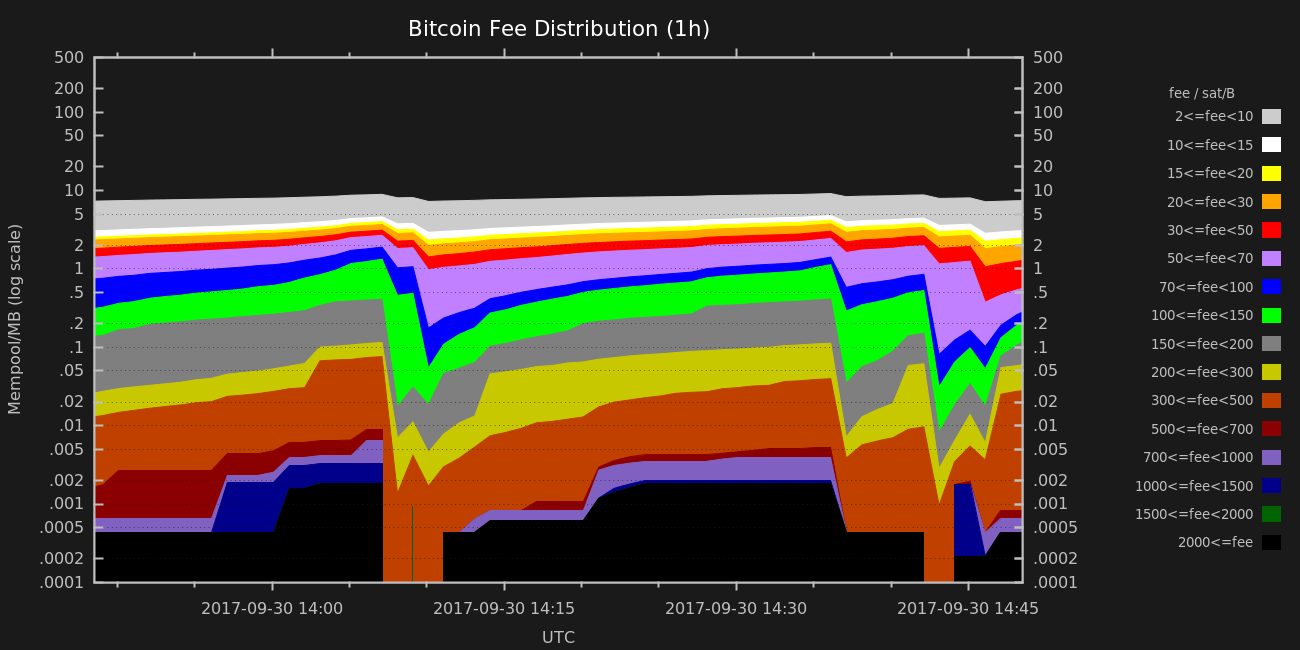 Bitcoin Fee Distribution (1h)
500
200
100
50
20
10
5
2
1
.5
.2
.1
.05
.02
.01
.005
.002
.001
.0005
.0002
.0001
Mempool/MB (log scale)
500
200
100
50
20
10
5
2
1
.5
.2
.1
.05
.02
.01
.005
.002
.001
.0005
.0002
.0001
2017-09-30 14:00
2017-09-30 14:15
2017-09-30 14:30
2017-09-30 14:45
UTC
fee / sat/B
2<=fee<10
10<=fee<15
15<=fee<20
20<=fee<30
30<=fee<50
50<=fee<70
70<=fee<100
100<=fee<150
150<=fee<200
200<=fee<300
300<=fee<500
500<=fee<700
700<=fee<1000
1000<=fee<1500
1500<=fee<2000
2000<=fee